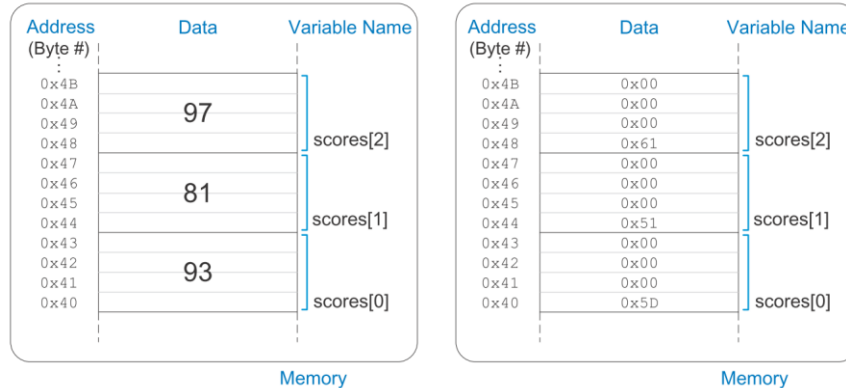 Address Data Variable Name
(Byte #)
⋮
0x4B
0x4A
97
0x49
0x48
scores[2]
0x47
0x46
81
0x45
0x44
scores[1]
0x43
0x42
93
0x41
0x40
scores[0]
Memory
Address Data Variable Name
(Byte #)
⋮
0x4B 0x00
0x4A 0x00
0x49 0x00
0x48 0x61 scores[2]
0x47 0x00
0x46 0x00
0x45 0x00
0x44 0x51 scores[1]
0x43 0x00
0x42 0x00
0x41 0x00
0x40 0x5D scores[0]
Memory